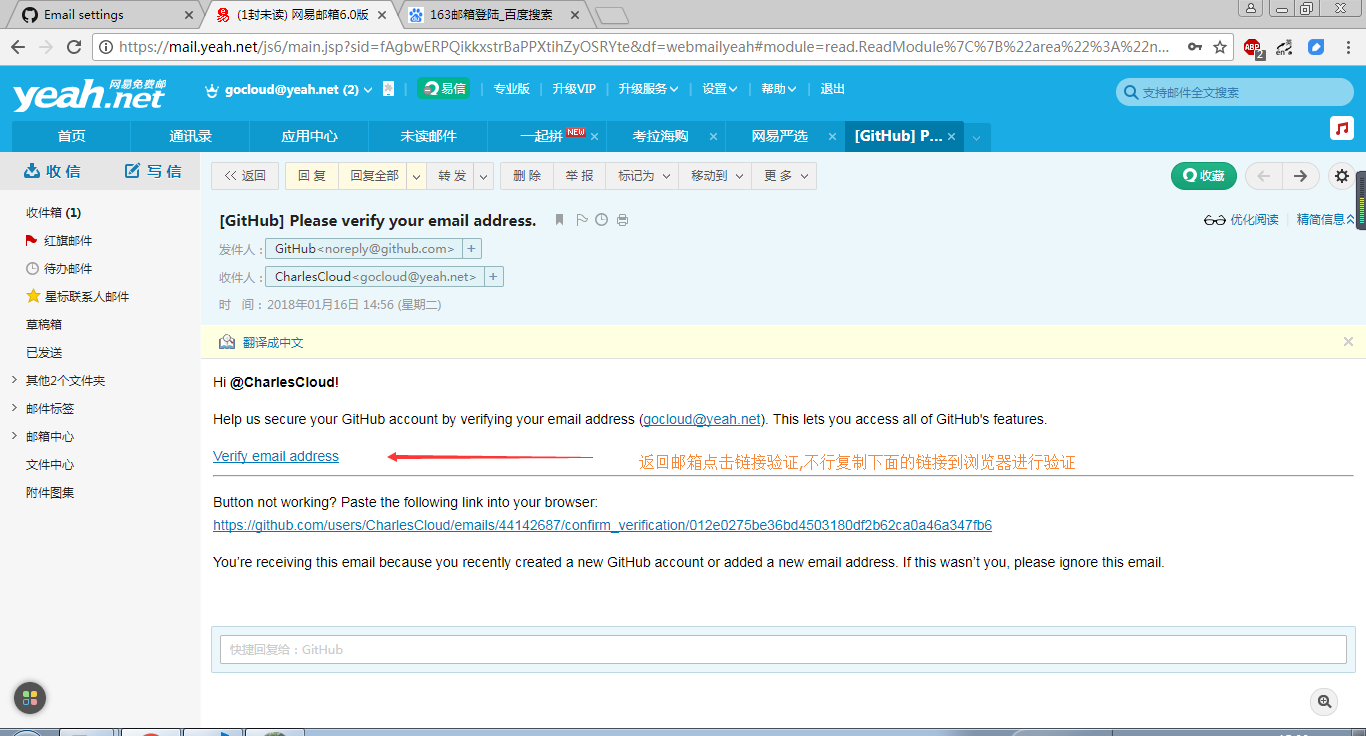 Email settings
(1封未读) 网易邮箱6.0版
163邮箱登陆_百度搜索
https://mail.yeah.net/js6/main.jsp?sid=fAgbwERPQikkxstrBaPPXtihZyOSRYte&df=webmailyeah#module=read.ReadModule%7C%7B%22area%22%3A%22n...
ABP
2
en
yeah.net
网易免费邮
gocloud@yeah.net (2)
易信
专业版
升级VIP
升级服务
设置
帮助
退出
支持邮件全文搜索
首页
通讯录
应用中心
未读邮件
一起拼
NEW
考拉海购
网易严选
[GitHub] P...
收 信
写 信
<< 返回
回 复
回复全部
转 发
删 除
举 报
标记为
移动到
更 多
收藏
收件箱 (1)
红旗邮件
待办邮件
星标联系人邮件
草稿箱
已发送
其他2个文件夹
邮件标签
邮箱中心
文件中心
附件图集
[GitHub] Please verify your email address.
优化阅读
精简信息
发件人：
GitHub<noreply@github.com>
+
收件人：
CharlesCloud<gocloud@yeah.net>
+
时 间：2018年01月16日 14:56 (星期二)
翻译成中文
Hi @CharlesCloud!
Help us secure your GitHub account by verifying your email address (gocloud@yeah.net). This lets you access all of GitHub's features.
Verify email address
返回邮箱点击链接验证,不行复制下面的链接到浏览器进行验证
Button not working? Paste the following link into your browser:
https://github.com/users/CharlesCloud/emails/44142687/confirm_verification/012e0275be36bd4503180df2b62ca0a46a347fb6
You’re receiving this email because you recently created a new GitHub account or added a new email address. If this wasn’t you, please ignore this email.
快捷回复给：GitHub